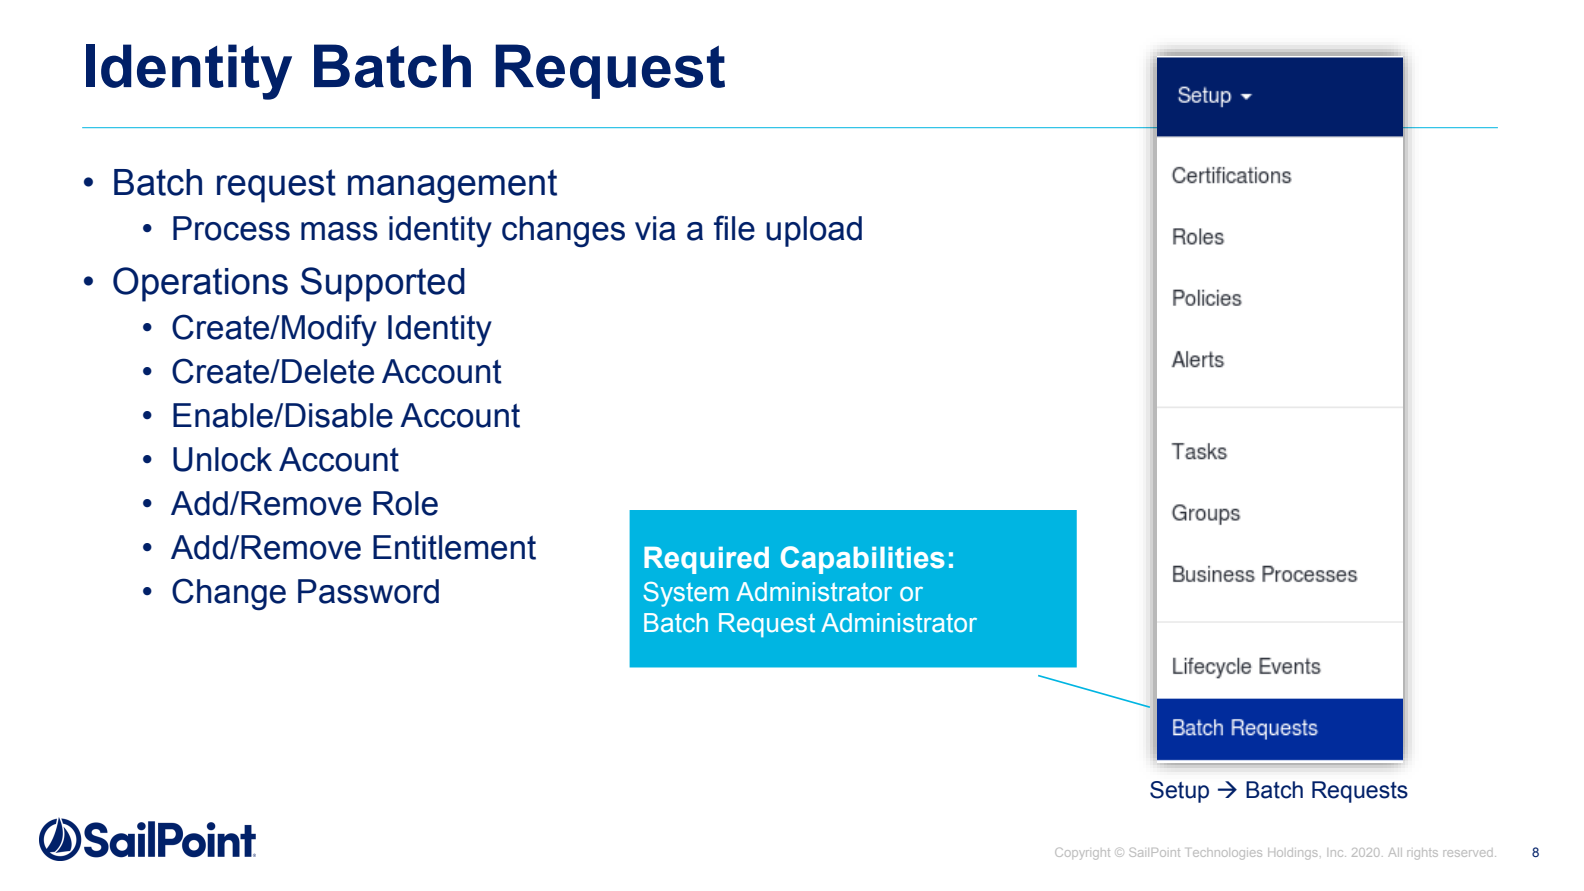 Identity Batch Request
• Batch request management
• Process mass identity changes via a file upload
• Operations Supported
• Create/Modify Identity
• Create/Delete Account
• Enable/Disable Account
• Unlock Account
• Add/Remove Role
• Add/Remove Entitlement
• Change Password
Required Capabilities:
System Administrator or
Batch Request Administrator
Setup
Certifications
Roles
Policies
Alerts
Tasks
Groups
Business Processes
Lifecycle Events
Batch Requests
Setup → Batch Requests
SailPoint
Copyright © SailPoint Technologies Holdings, Inc. 2020. All rights reserved.
8